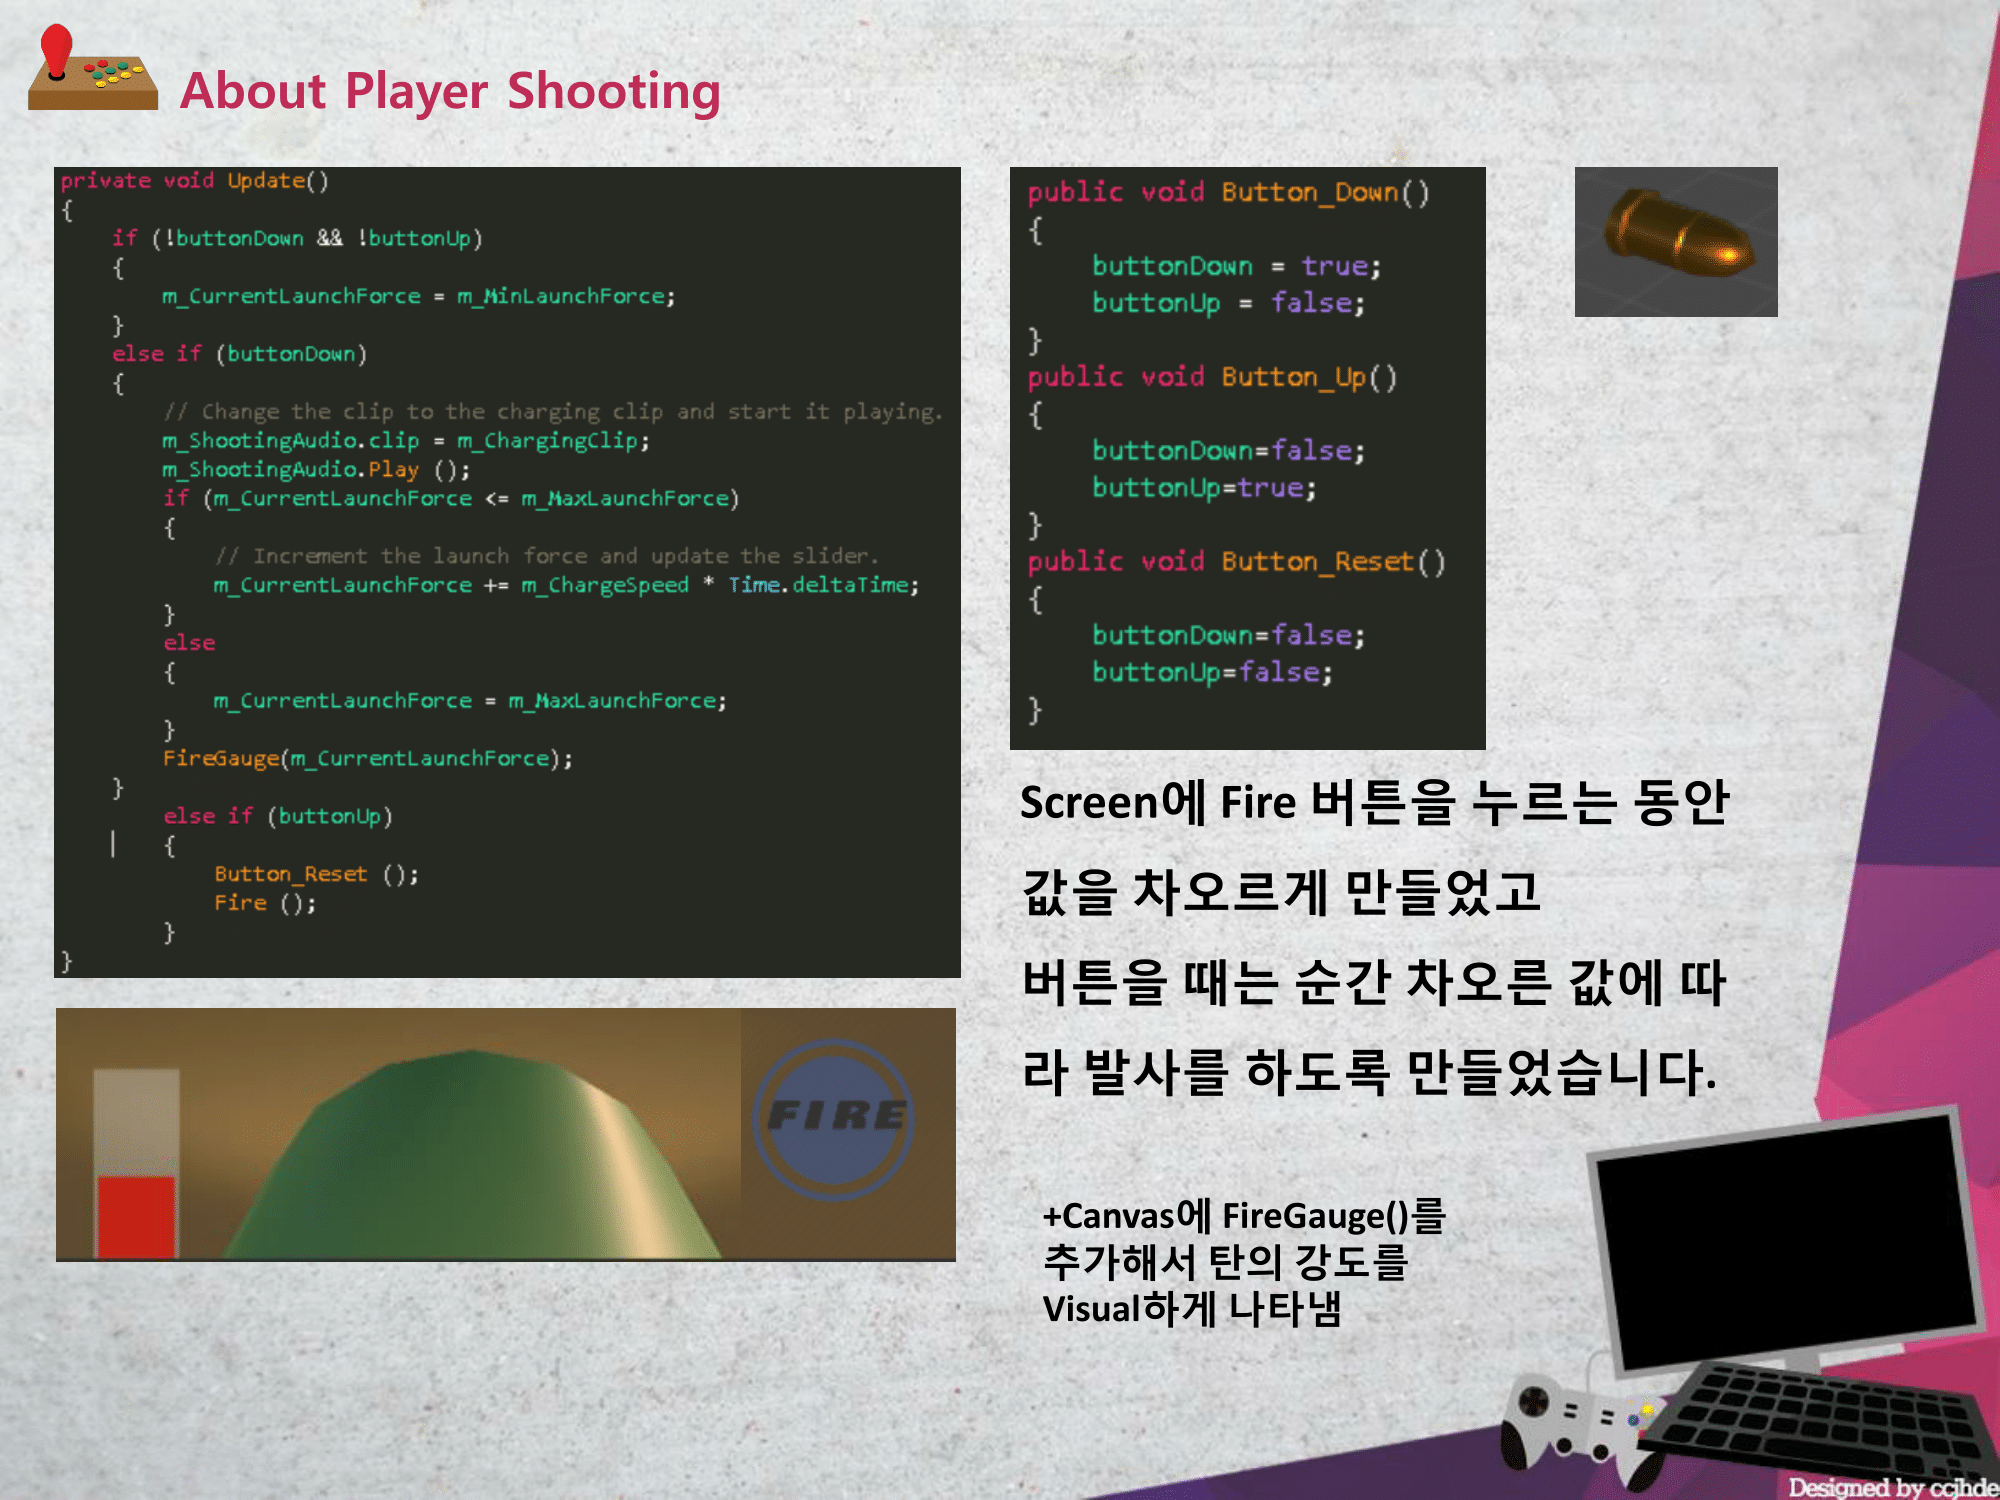 About Player Shooting
private void Update()
{
if (!buttonDown && !buttonUp)
{
m_CurrentLaunchForce = m_MinLaunchForce;
}
else if (buttonDown)
{
// Change the clip to the charging clip and start it playing.
m_ShootingAudio.clip = m_ChargingClip;
m_ShootingAudio.Play ();
if (m_CurrentLaunchForce <= m_MaxLaunchForce)
{
// Increment the launch force and update the slider.
m_CurrentLaunchForce += m_ChargeSpeed * Time.deltaTime;
}
else
{
m_CurrentLaunchForce = m_MaxLaunchForce;
}
FireGauge(m_CurrentLaunchForce);
}
else if (buttonUp)
{
Button_Reset ();
Fire ();
}
}
public void Button_Down()
{
buttonDown = true;
buttonUp = false;
}
public void Button_Up()
{
buttonDown=false;
buttonUp=true;
}
public void Button_Reset()
{
buttonDown=false;
buttonUp=false;
}
Screen에 Fire 버튼을 누르는 동안
값을 차오르게 만들었고
버튼을 때는 순간 차오른 값에 따
라 발사를 하도록 만들었습니다.
FIRE
+Canvas에 FireGauge()를
추가해서 탄의 강도를
Visual하게 나타냄
Designed by ccjhde